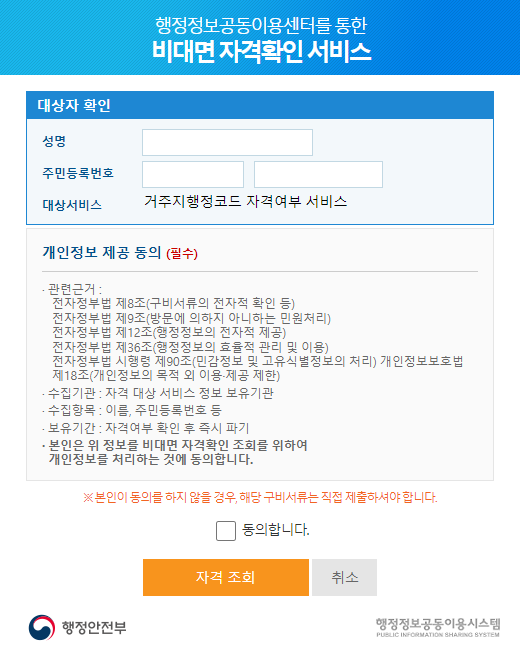 행정정보공동이용센터를 통한
비대면 자격확인 서비스
대상자 확인
성명
주민등록번호
대상서비스 거주지행정코드 자격여부 서비스
개인정보 제공 동의 (필수)
· 관련근거 :
전자정부법 제8조(구비서류의 전자적 확인 등)
전자정부법 제9조(방문에 의하지 아니하는 민원처리)
전자정부법 제12조(행정정보의 전자적 제공)
전자정부법 제36조(행정정보의 효율적 관리 및 이용)
전자정부법 시행령 제90조(민감정보 및 고유식별정보의 처리) 개인정보보호법
제18조(개인정보의 목적 외 이용·제공 제한)
· 수집기관 : 자격 대상 서비스 정보 보유기관
· 수집항목 : 이름, 주민등록번호 등
· 보유기간 : 자격여부 확인 후 즉시 파기
· 본인은 위 정보를 비대면 자격확인 조회를 위하여
개인정보를 처리하는 것에 동의합니다.
※ 본인이 동의를 하지 않을 경우, 해당 구비서류는 직접 제출하셔야 합니다.
동의합니다.
자격 조회 취소
행정안전부 행정정보공동이용시스템
PUBLIC INFORMATION SHARING SYSTEM